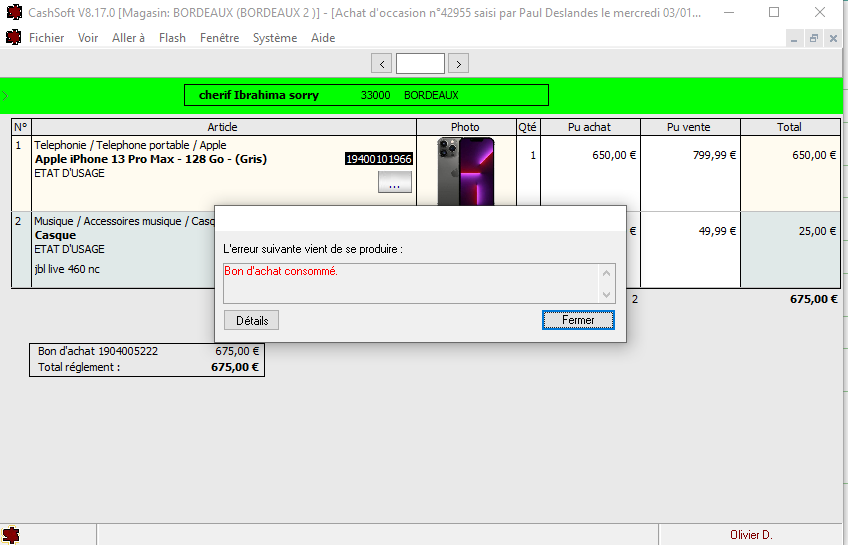 CashSoft V8.17.0 [Magasin: BORDEAUX (BORDEAUX 2 )] - [Achat d'occasion n°42955 saisi par Paul Deslandes le mercredi 03/01...
Fichier Voir Aller à Flash Fenêtre Système Aide
cherif Ibrahima sorry 33000 BORDEAUX
N° Article Photo Qté Pu achat Pu vente Total
1 Telephonie / Telephone portable / Apple
Apple iPhone 13 Pro Max - 128 Go - (Gris) 19400101966 1 650,00 € 799,99 € 650,00 €
ETAT D'USAGE
...
2 Musique / Accessoires musique / Casq
Casque € 49,99 € 25,00 €
ETAT D'USAGE
jbl live 460 nc
L'erreur suivante vient de se produire :
Bon d'achat consommé.
Détails Fermer
2 675,00 €
Bon d'achat 1904005222 675,00 €
Total réglement : 675,00 €
Olivier D.